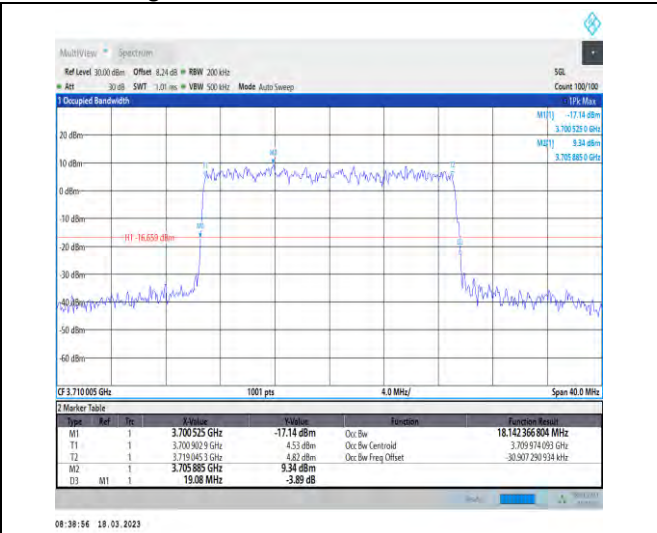 MultiView Spectrum
Ref Level 30.00 dBm Offset 8.24 dB RBW 200 kHz SGL
Att 30 dB SWT 1.01 ms VBW 500 kHz Mode Auto Sweep Count 100/100
1 Occupied Bandwidth 1Pk Max
M1[1] -17.14 dBm
3.700 525 0 GHz
M2[1] 9.34 dBm
3.705 885 0 GHz
20 dBm
10 dBm
0 dBm
-10 dBm
H1 -16.659 dBm
-20 dBm
-30 dBm
-40 dBm
-50 dBm
-60 dBm
T1
M2
T2
M1
D3
CF 3.710 005 GHz 1001 pts 4.0 MHz/ Span 40.0 MHz
2 Marker Table
Type Ref Trc X-Value Y-Value Function Function Result
M1 1 3.700 525 GHz -17.14 dBm Occ Bw 18.142 366 804 MHz
T1 1 3.700 902 9 GHz 4.53 dBm Occ Bw Centroid 3.709 974 093 GHz
T2 1 3.719 045 3 GHz 4.82 dBm Occ Bw Freq Offset -30.907 290 934 kHz
M2 1 3.705 885 GHz 9.34 dBm
D3 M1 1 19.08 MHz -3.89 dB
08:38:56 18.03.2023